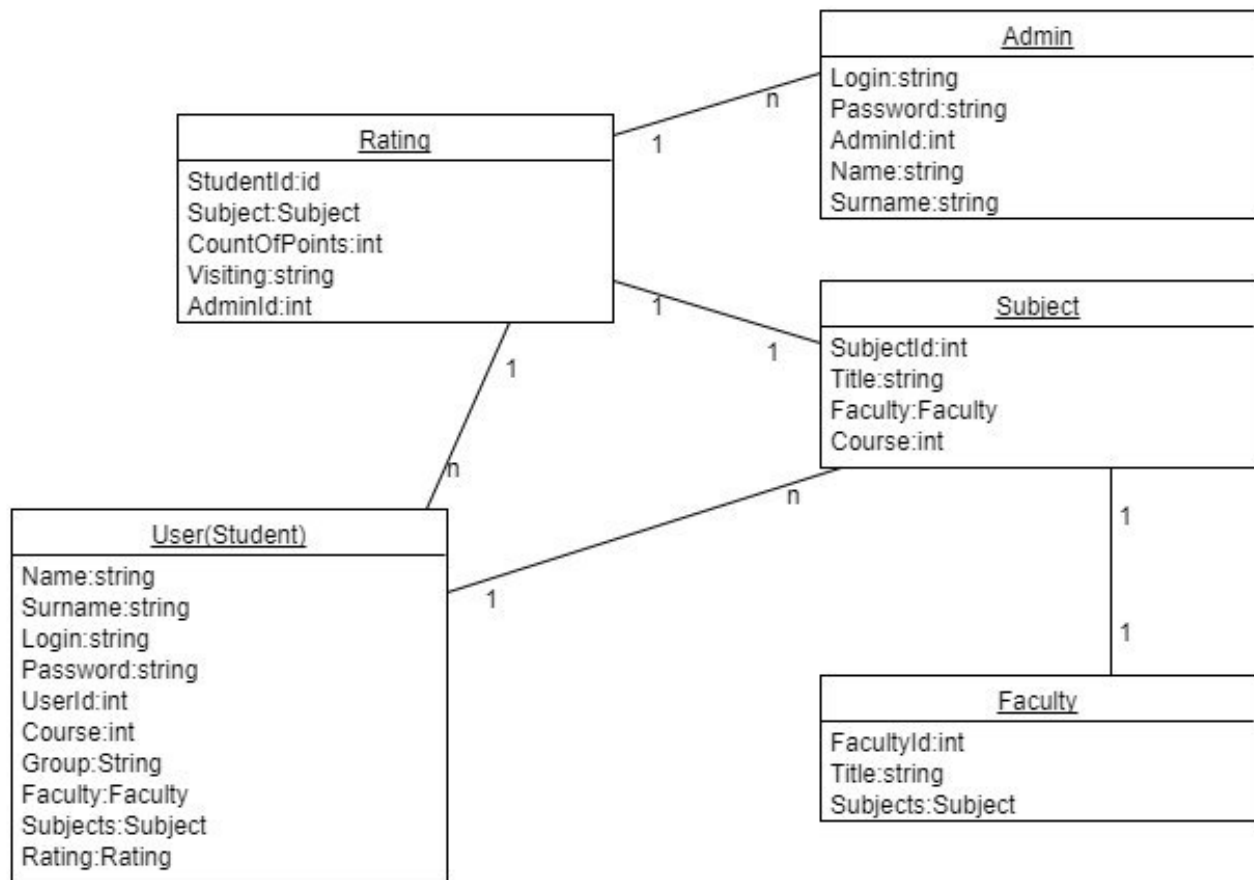 Admin
Login:string
Password:string
AdminId:int
Name:string
Surname:string
n
1
Rating
StudentId:id
Subject:Subject
CountOfPoints:int
Visiting:string
AdminId:int
1
1
Subject
SubjectId:int
Title:string
Faculty:Faculty
Course:int
1
n
n
1
1
1
User(Student)
Name:string
Surname:string
Login:string
Password:string
UserId:int
Course:int
Group:String
Faculty:Faculty
Subjects:Subject
Rating:Rating
Faculty
FacultyId:int
Title:string
Subjects:Subject